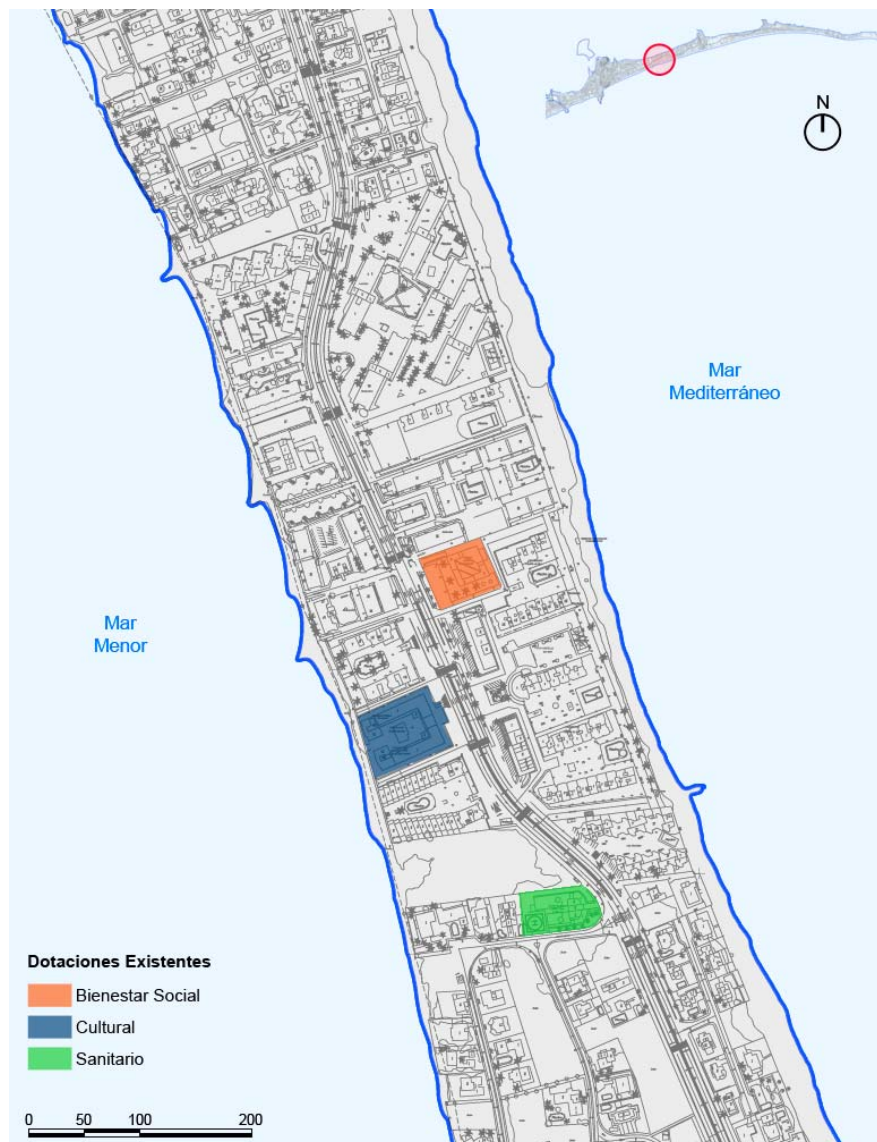 N
Mar
Mediterráneo
Mar
Menor
Dotaciones Existentes
Bienestar Social
Cultural
Sanitario
0 50 100 200